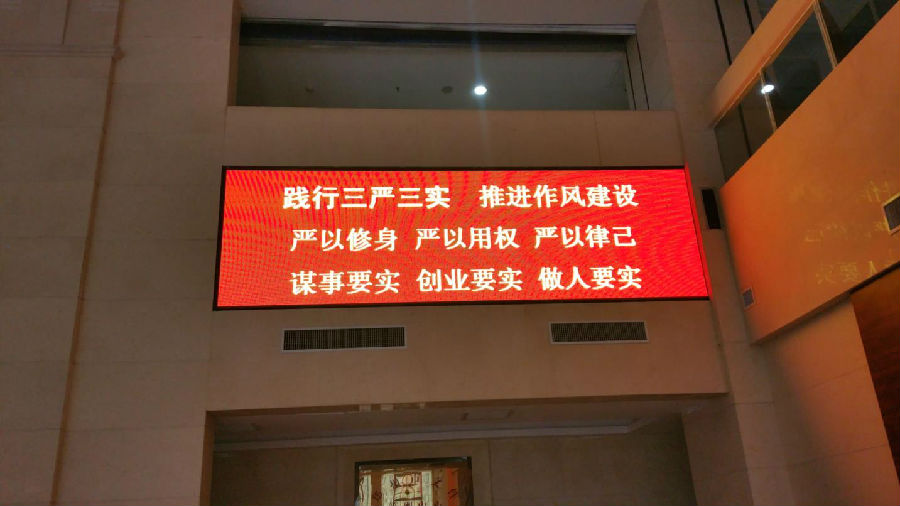 践行三严三实 推进作风建设
严以修身 严以用权 严以律己
谋事要实 创业要实 做人要实